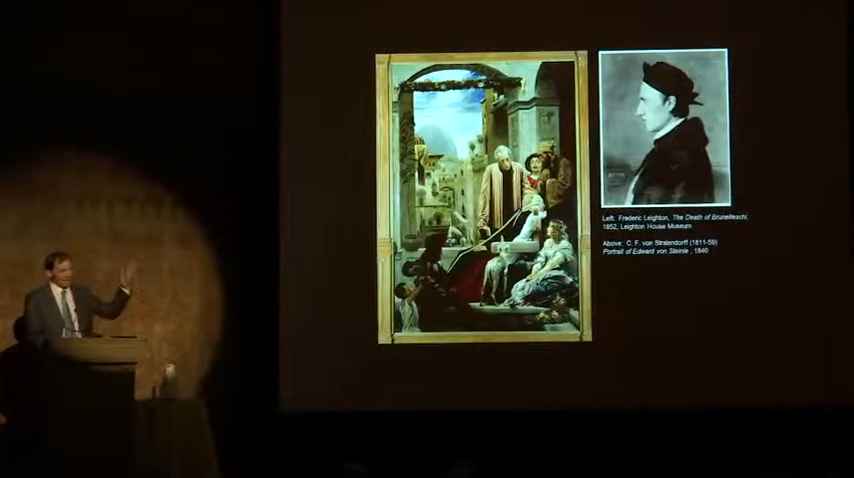 Left: Frederic Leighton, The Death of Brunelleschi,
1852, Leighton House Museum
Above: C. F. von Stralendorff (1811-59)
Portrait of Edward von Steinle, 1840